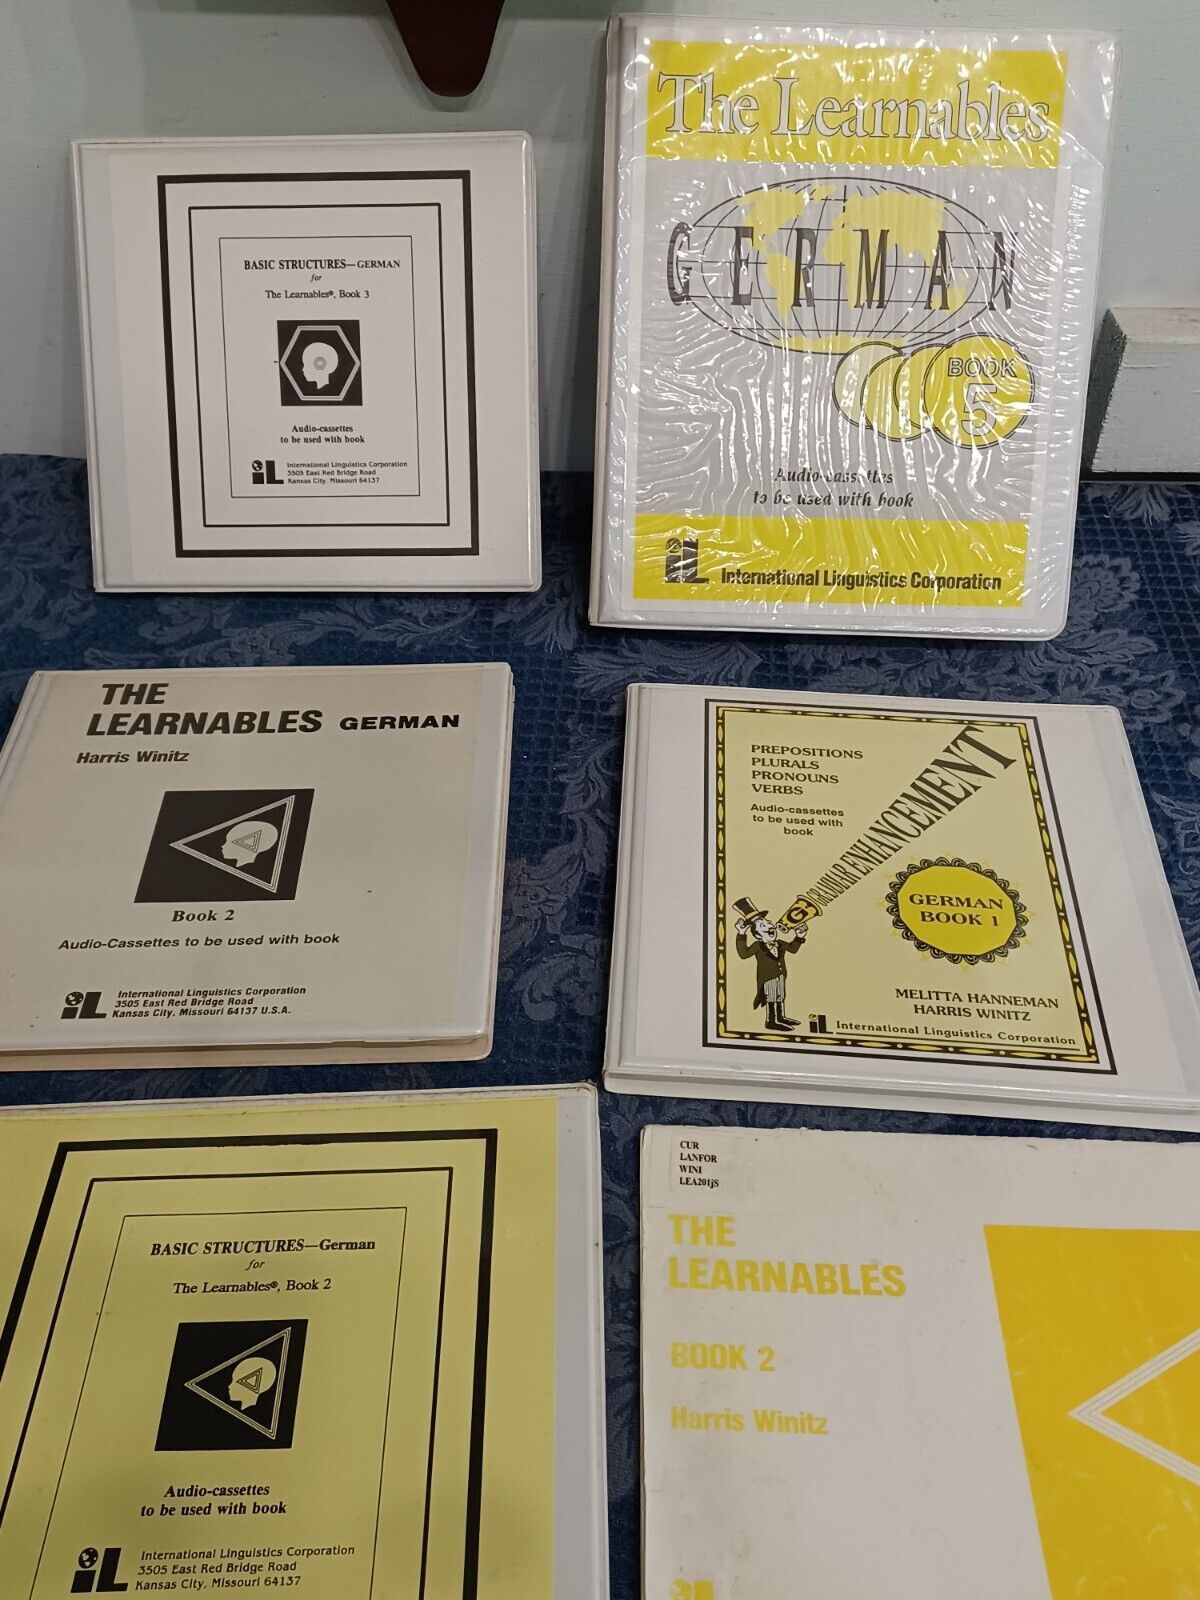 BASIC STRUCTURES—GERMAN
for
The Learnables®, Book 3
Audio-cassettes
to be used with book
iL
International Linguistics Corporation
3505 East Red Bridge Road
Kansas City, Missouri 64137
The Learnables®
GERMAN
BOOK
5
Audio-cassettes
to be used with book
iL International Linguistics Corporation
THE
LEARNABLES GERMAN
Harris Winitz
Book 2
Audio-Cassettes to be used with book
iL
International Linguistics Corporation
3505 East Red Bridge Road
Kansas City, Missouri 64137 U.S.A.
PREPOSITIONS
PLURALS
PRONOUNS
VERBS
Audio-cassettes
to be used with
book
G
GRAMMAR ENHANCEMENT
GERMAN
BOOK 1
MELITTA HANNEMAN
HARRIS WINITZ
iL International Linguistics Corporation
BASIC STRUCTURES—German
for
The Learnables®, Book 2
Audio-cassettes
to be used with book
iL
International Linguistics Corporation
3505 East Red Bridge Road
Kansas City, Missouri 64137
CUR
LANFOR
WINI
LEA201jS
THE
LEARNABLES
BOOK 2
Harris Winitz
iL